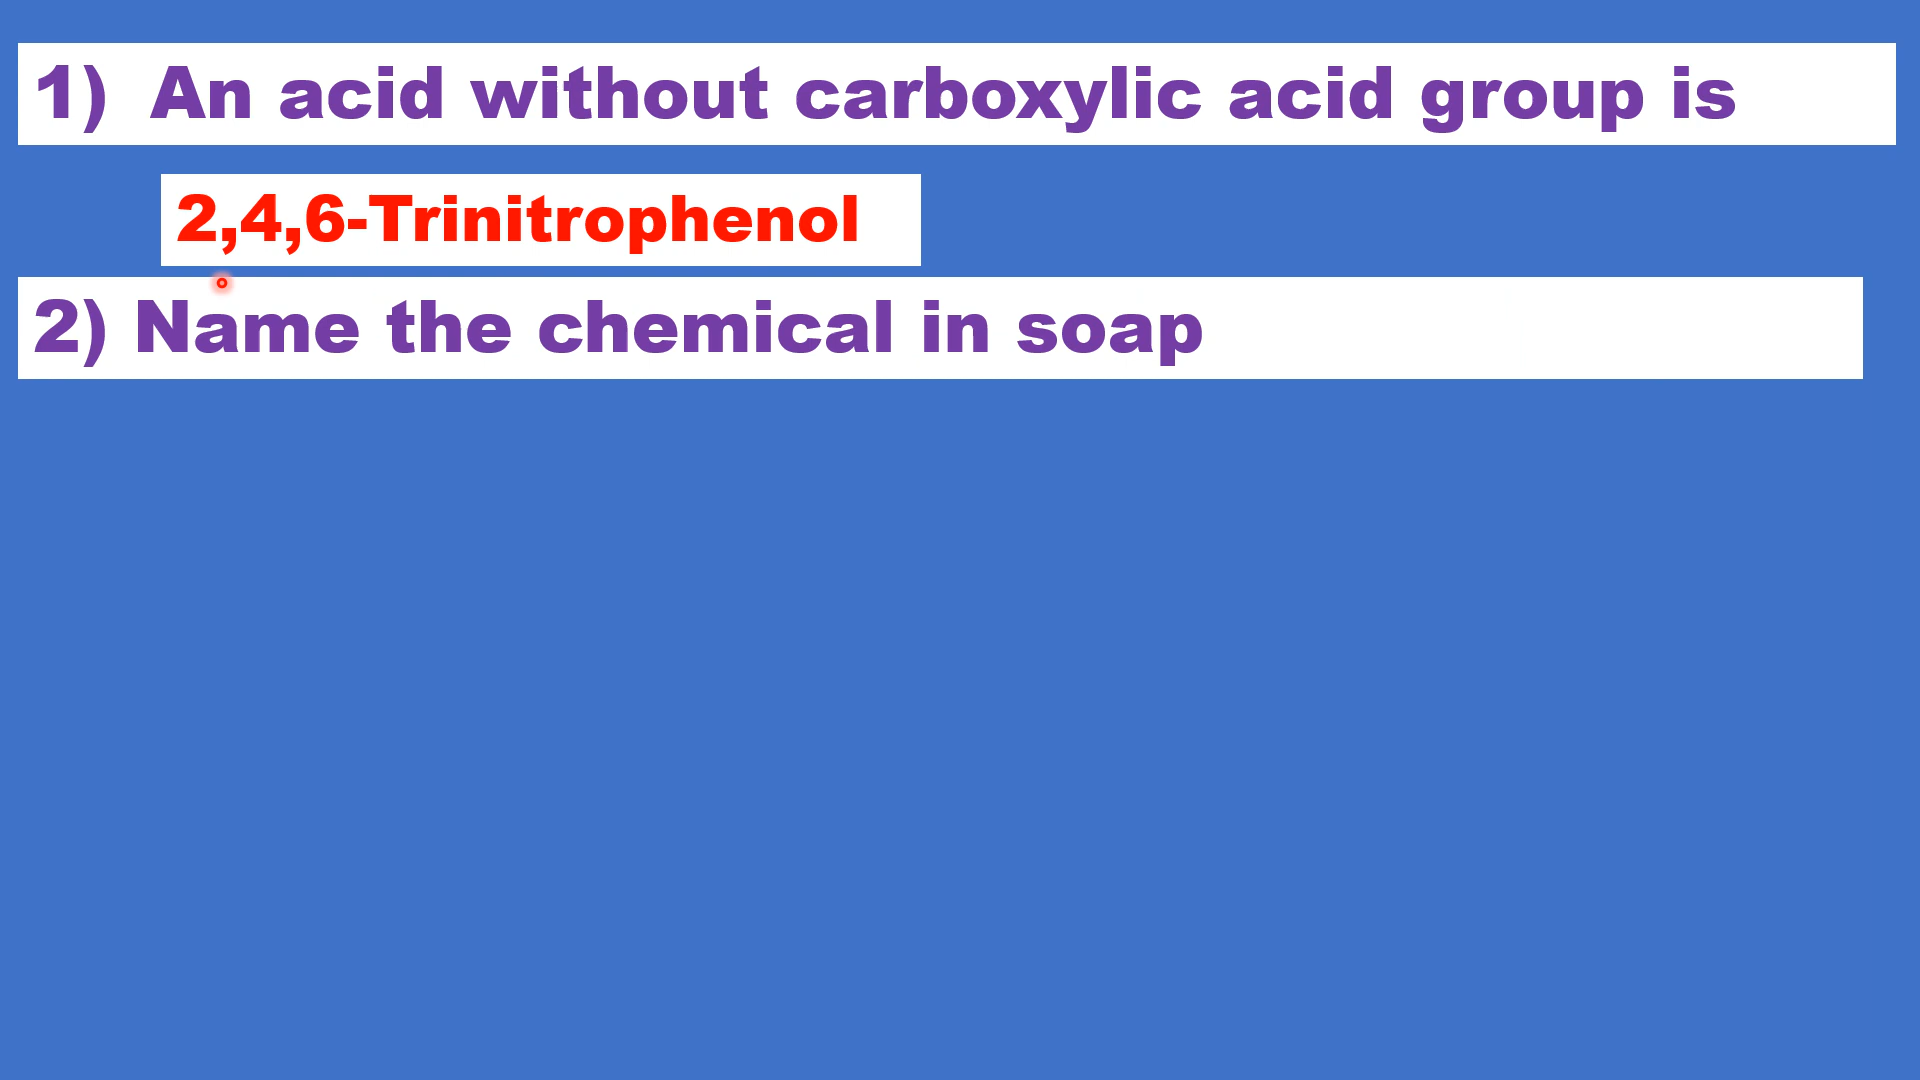 1) An acid without carboxylic acid group is
2,4,6-Trinitrophenol
2) Name the chemical in soap